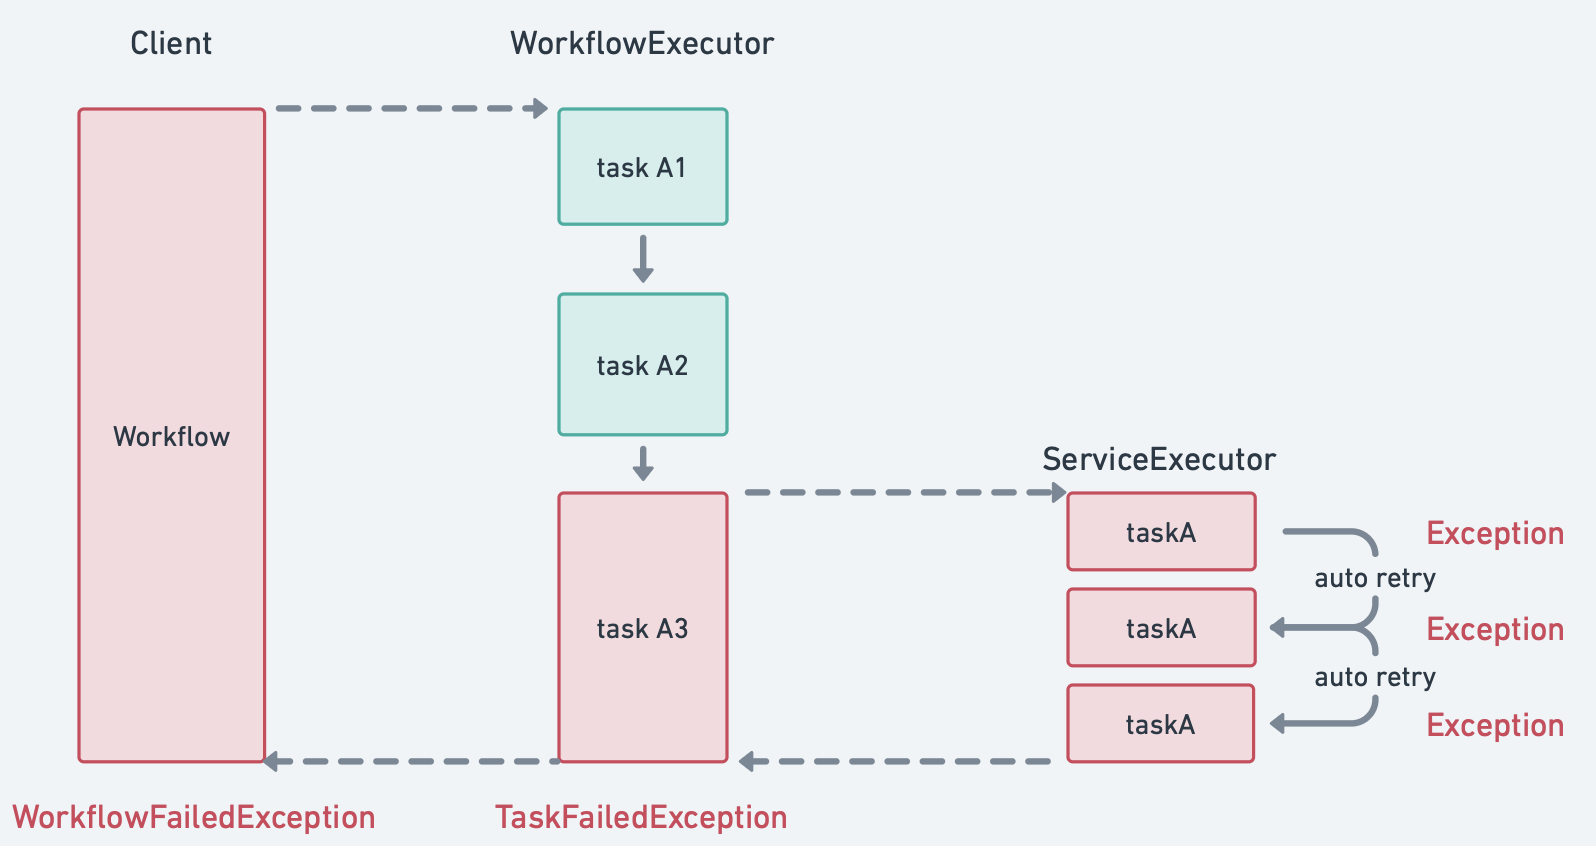 Client
WorkflowExecutor
task A1
task A2
Workflow
ServiceExecutor
taskA
Exception
auto retry
task A3
taskA
Exception
auto retry
taskA
Exception
WorkflowFailedException
TaskFailedException